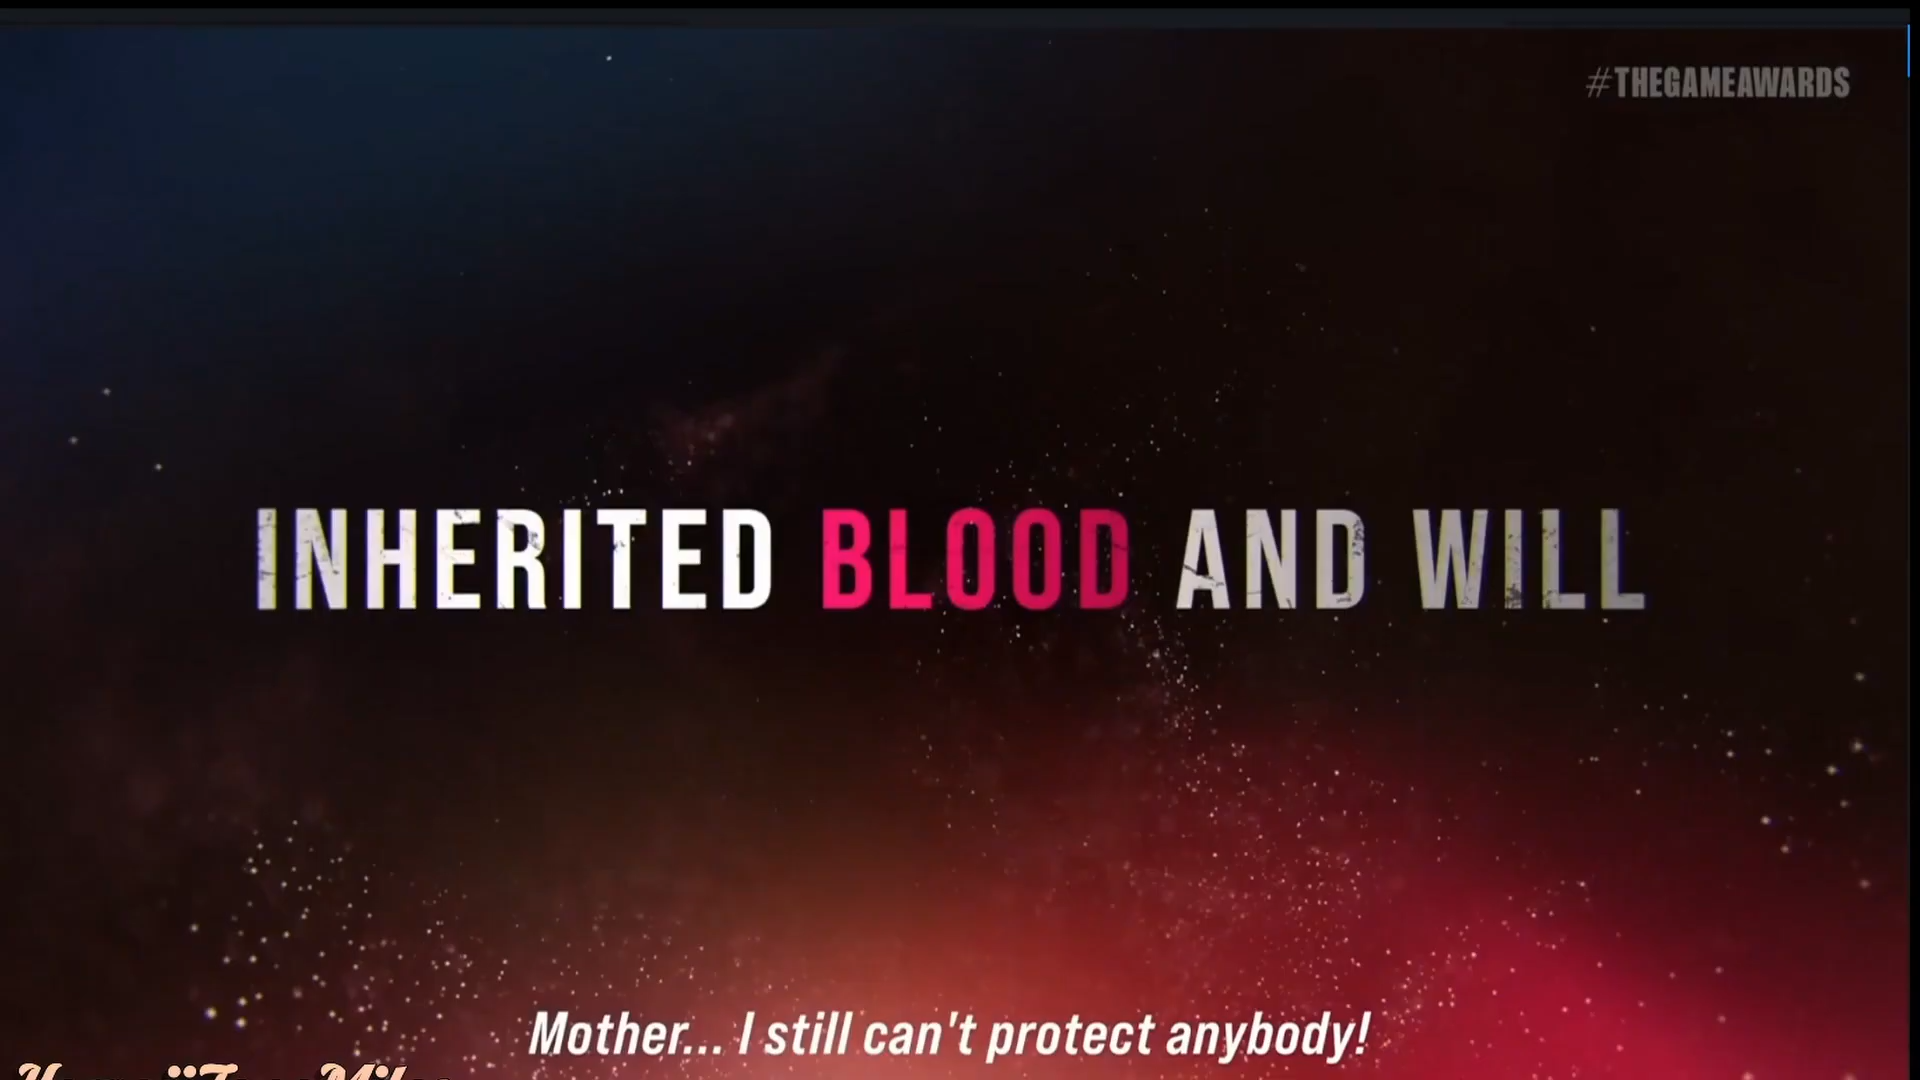 #THEGAMEAWARDS
INHERITED BLOOD AND WILL
Mother... I still can't protect anybody!